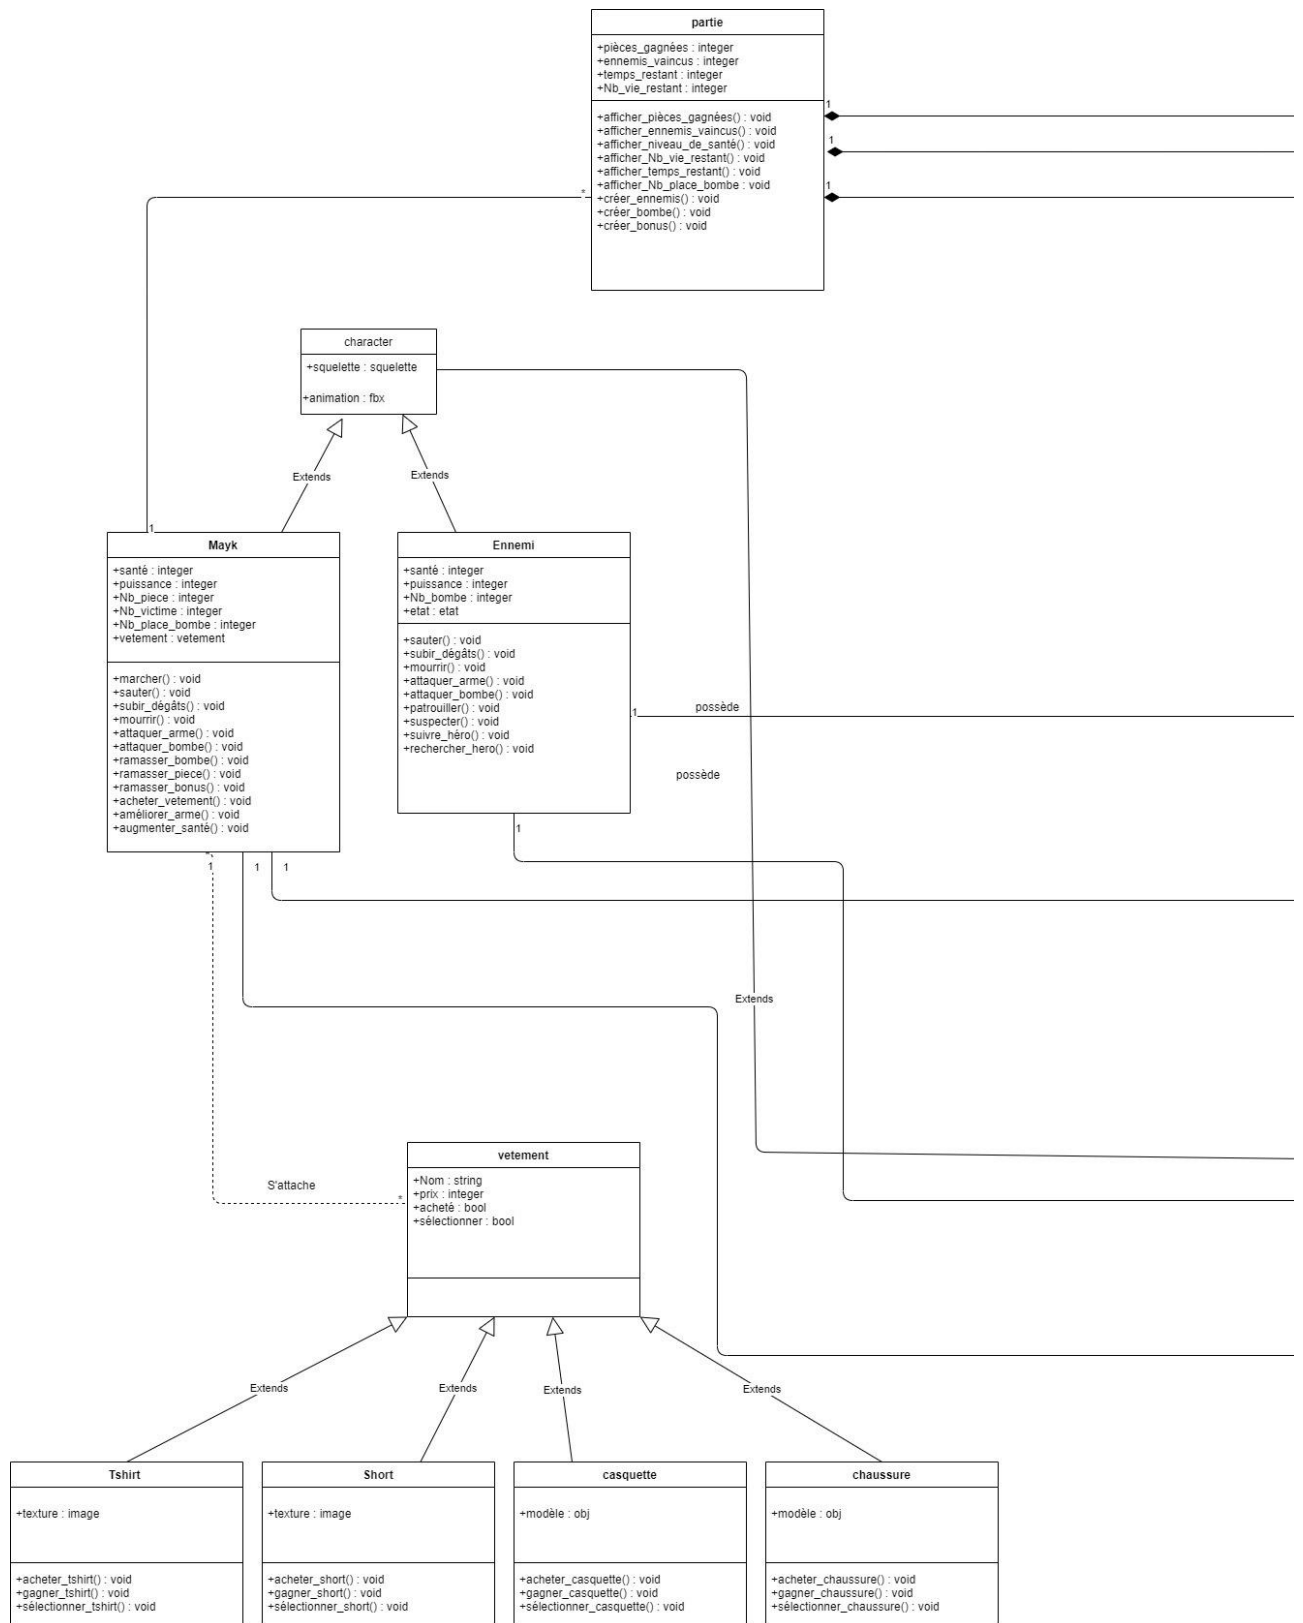 partie
+pièces_gagnées : integer
+ennemis_vaincus : integer
+temps_restant : integer
+Nb_vie_restant : integer
+afficher_pièces_gagnées() : void
+afficher_ennemis_vaincus() : void
+afficher_niveau_de_santé() : void
+afficher_Nb_vie_restant() : void
+afficher_temps_restant() : void
+afficher_Nb_place_bombe : void
+créer_ennemis() : void
+créer_bombe() : void
+créer_bonus() : void
1
1
1
*
character
+squelette : squelette
+animation : fbx
Extends
Extends
1
Mayk
+santé : integer
+puissance : integer
+Nb_piece : integer
+Nb_victime : integer
+Nb_place_bombe : integer
+vetement : vetement
+marcher() : void
+sauter() : void
+subir_dégâts() : void
+mourrir() : void
+attaquer_arme() : void
+attaquer_bombe() : void
+ramasser_bombe() : void
+ramasser_piece() : void
+ramasser_bonus() : void
+acheter_vetement() : void
+améliorer_arme() : void
+augmenter_santé() : void
Ennemi
+santé : integer
+puissance : integer
+Nb_bombe : integer
+etat : etat
+sauter() : void
+subir_dégâts() : void
+mourrir() : void
+attaquer_arme() : void
+attaquer_bombe() : void
+patrouiller() : void
+suspecter() : void
+suivre_héro() : void
+rechercher_hero() : void
1
possède
possède
1
1
1
1
Extends
S'attache
*
vetement
+Nom : string
+prix : integer
+acheté : bool
+sélectionner : bool
Extends
Extends
Extends
Extends
Tshirt
+texture : image
+acheter_tshirt() : void
+gagner_tshirt() : void
+sélectionner_tshirt() : void
Short
+texture : image
+acheter_short() : void
+gagner_short() : void
+sélectionner_short() : void
casquette
+modèle : obj
+acheter_casquette() : void
+gagner_casquette() : void
+sélectionner_casquette() : void
chaussure
+modèle : obj
+acheter_chaussure() : void
+gagner_chaussure() : void
+sélectionner_chaussure() : void